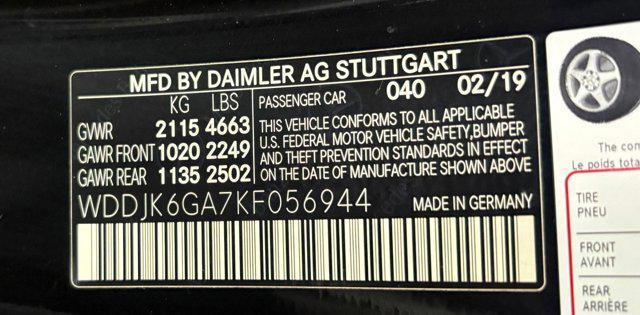 MFD BY DAIMLER AG STUTTGART
KG LBS
GVWR 2115 4663
GAWR FRONT 1020 2249
GAWR REAR 1135 2502
PASSENGER CAR 040 02/19
THIS VEHICLE CONFORMS TO ALL APPLICABLE
U.S. FEDERAL MOTOR VEHICLE SAFETY,BUMPER
AND THEFT PREVENTION STANDARDS IN EFFECT
ON THE DATE OF MANUFACTURE SHOWN ABOVE
WDDJK6GA7KF056944 MADE IN GERMANY
The com
Le poids tota
TIRE
PNEU
FRONT
AVANT
REAR
ARRIÈRE